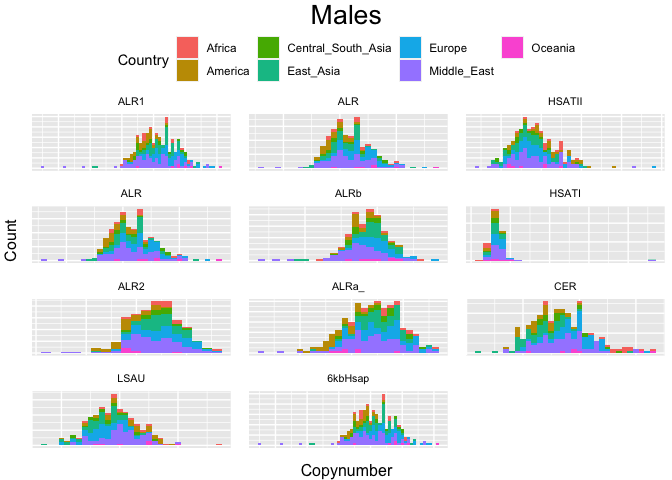 Males
Country
Africa
Central_South_Asia
Europe
Oceania
America
East_Asia
Middle_East
ALR1
ALR
HSATII
ALR
ALRb
HSATI
ALR2
ALRa_
CER
LSAU
6kbHsap
Count
Copynumber